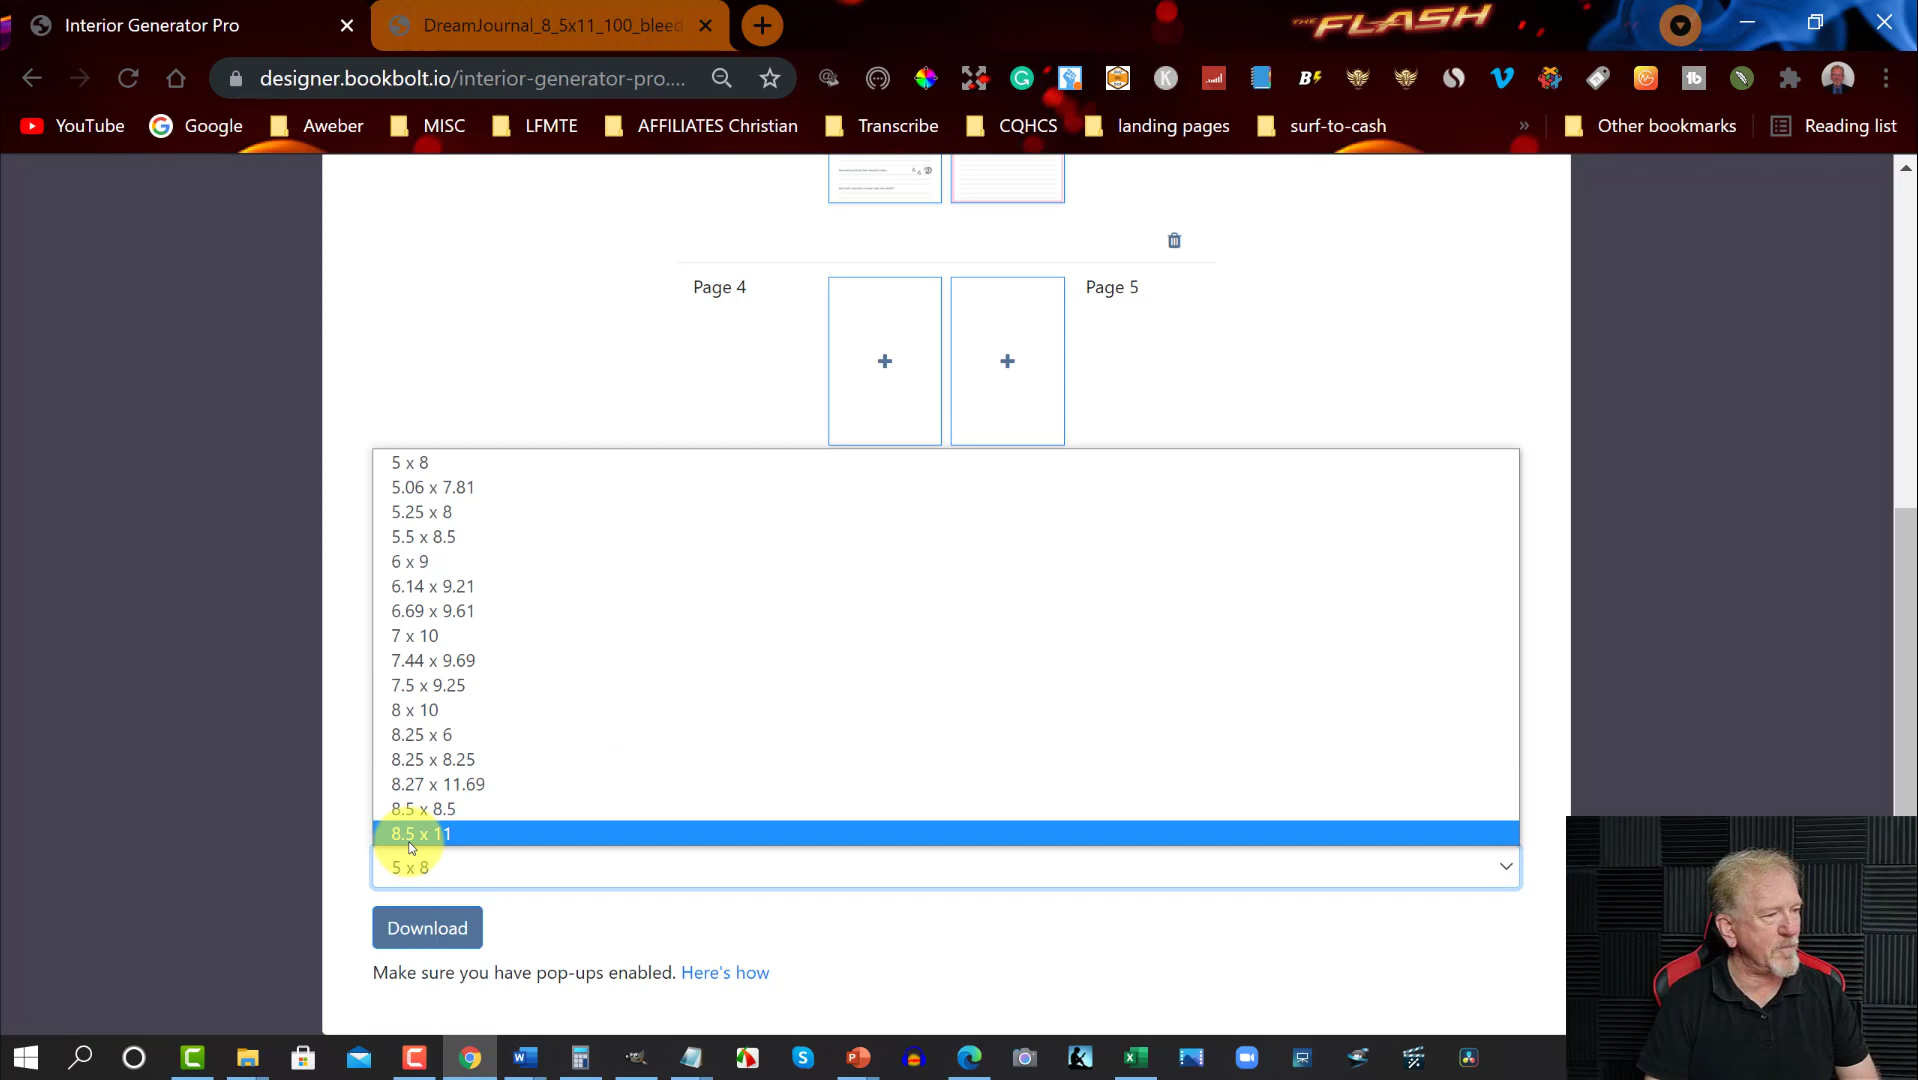 Interior Generator Pro
DreamJournal_8_5x11_100_bleed
THE FLASH
designer.bookbolt.io/interior-generator-pro....
YouTube
Google
Aweber
MISC
LFMTE
AFFILIATES Christian
Transcribe
CQHCS
landing pages
surf-to-cash
»
Other bookmarks
Reading list
Page 4
Page 5
5 x 8
5.06 x 7.81
5.25 x 8
5.5 x 8.5
6 x 9
6.14 x 9.21
6.69 x 9.61
7 x 10
7.44 x 9.69
7.5 x 9.25
8 x 10
8.25 x 6
8.25 x 8.25
8.27 x 11.69
8.5 x 8.5
8.5 x 11
5 x 8
Download
Make sure you have pop-ups enabled. Here's how